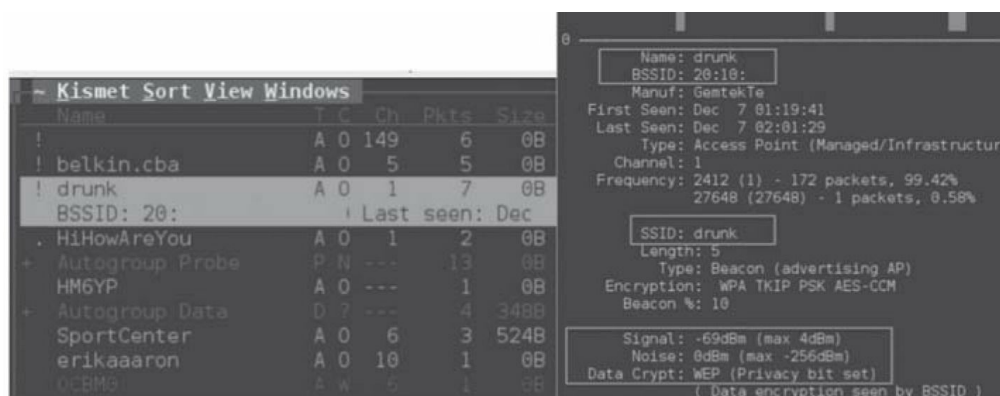 ~ Kismet Sort View Windows
Name T C Ch Pkts Size
! A O 149 6 0B
! belkin.cba A O 5 5 0B
! drunk A O 1 7 0B
BSSID: 20: Last seen: Dec
. HiHowAreYou A O 1 2 0B
+ Autogroup Probe P N --- 13 0B
HM6YP A O --- 1 0B
+ Autogroup Data D ? --- 4 348B
SportCenter A O 6 3 524B
erikaaaron A O 10 1 0B
A W 6 1 0B
0
Name: drunk
BSSID: 20:10:
Manuf: GemtekTe
First Seen: Dec 7 01:19:41
Last Seen: Dec 7 02:01:29
Type: Access Point (Managed/Infrastructur
Channel: 1
Frequency: 2412 (1) - 172 packets, 99.42%
27648 (27648) - 1 packets, 0.58%
SSID: drunk
Length: 5
Type: Beacon (advertising AP)
Encryption: WPA TKIP PSK AES-CCM
Beacon %: 10
Signal: -69dBm (max 4dBm)
Noise: 0dBm (max -256dBm)
Data Crypt: WEP (Privacy bit set)
( Data encryption seen by BSSID )